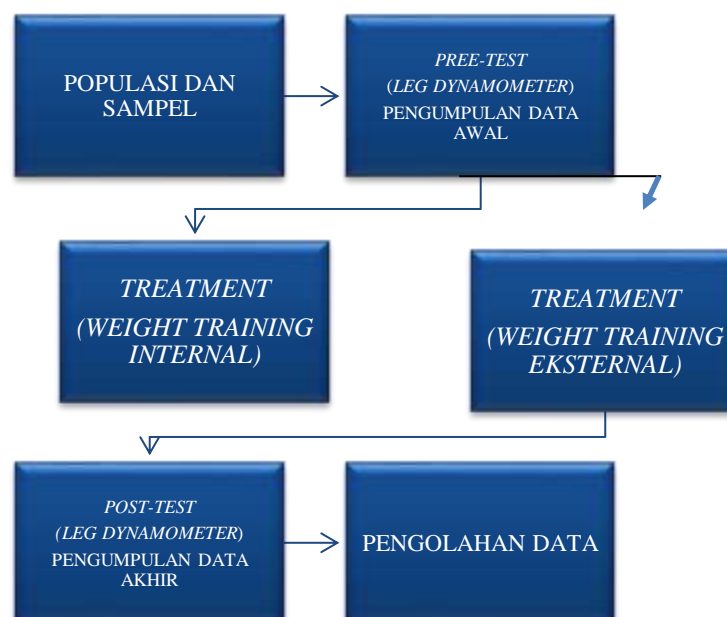 POPULASI DAN
SAMPEL
PREE-TEST
(LEG DYNAMOMETER)
PENGUMPULAN DATA
AWAL
TREATMENT
(WEIGHT TRAINING
INTERNAL)
TREATMENT
(WEIGHT TRAINING
EKSTERNAL)
POST-TEST
(LEG DYNAMOMETER)
PENGUMPULAN DATA
AKHIR
PENGOLAHAN DATA